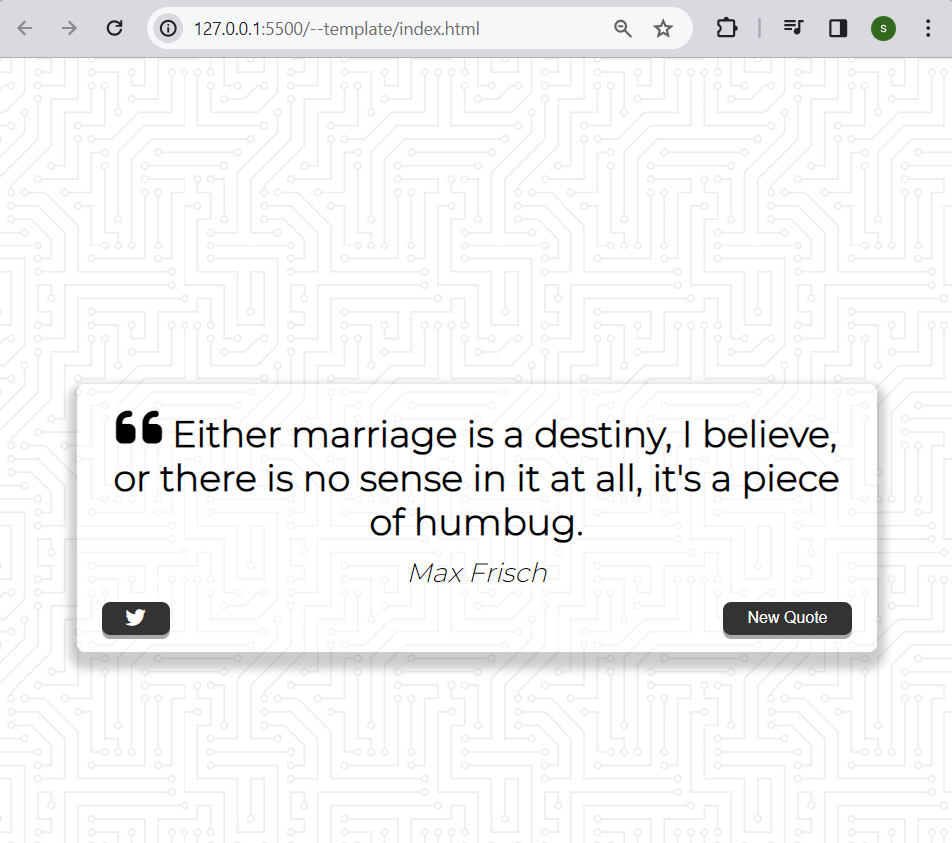 127.0.0.1:5500/--template/index.html
s
Either marriage is a destiny, I believe,
or there is no sense in it at all, it's a piece
of humbug.
Max Frisch
New Quote